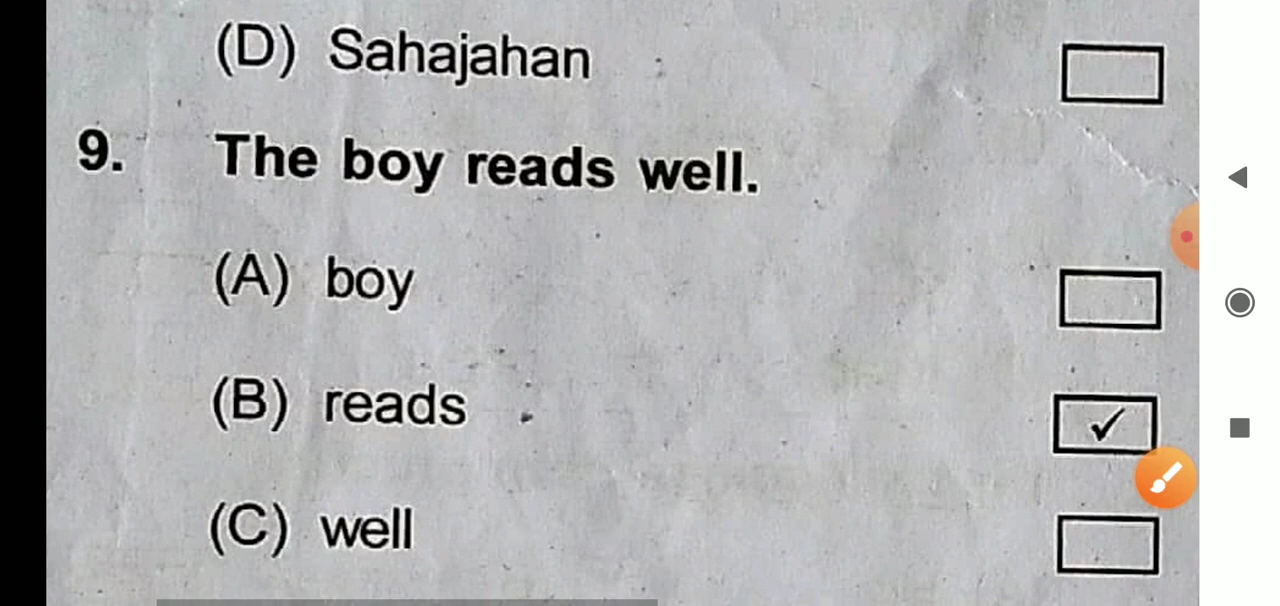 (D) Sahajahan
9. The boy reads well.
(A) boy
(B) reads
(C) well